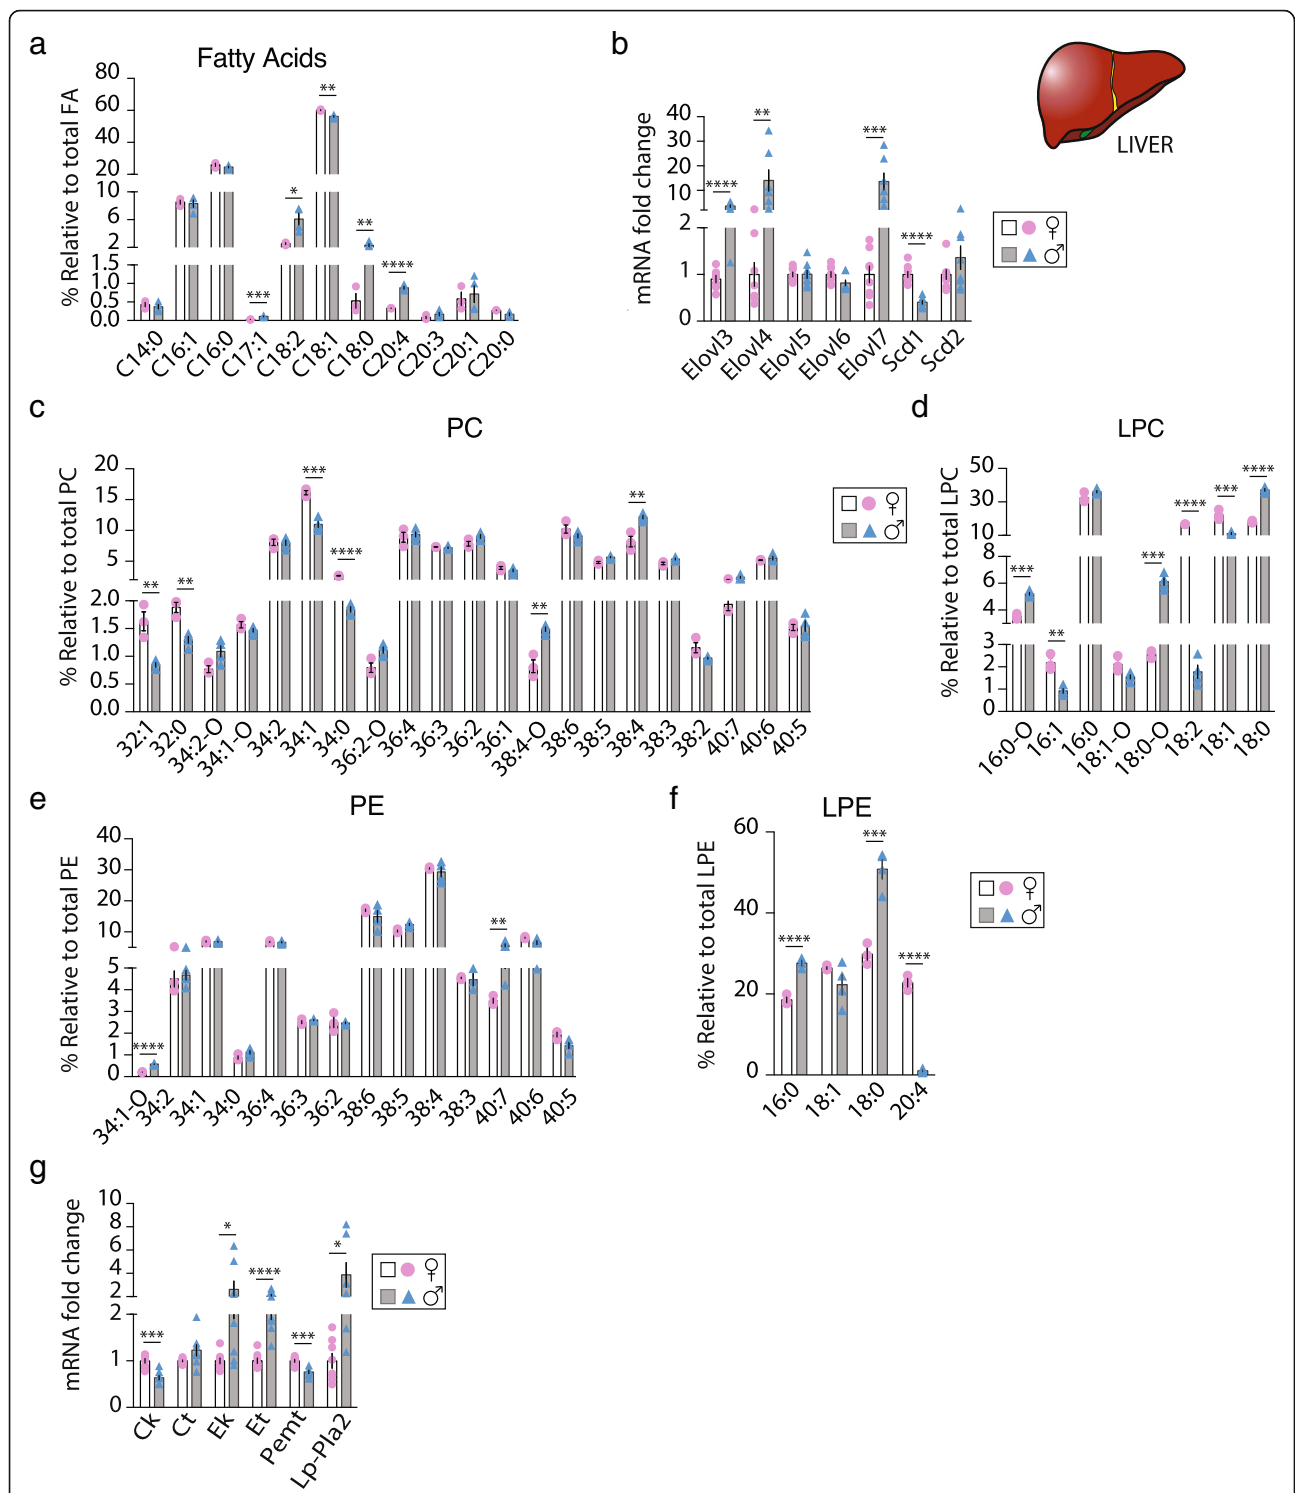 a
Fatty Acids
% Relative to total FA
80
60
40
20
10
6
2
1.5
1.0
0.5
0.0
** 
* 
** 
**** 
***
C14:0 C16:1 C16:0 C17:1 C18:2 C18:1 C18:0 C20:4 C20:3 C20:1 C20:0
b
LIVER
mRNA fold change
40
30
20
10
2
1
0
**** ** *** ****
Elovl3 Elovl4 Elovl5 Elovl6 Elovl7 Scd1 Scd2
♀
♂
c
PC
% Relative to total PC
20
15
10
5
2.0
1.5
1.0
0.5
0.0
** ** *** **** ** **
32:1 32:0 34:2-O 34:1-O 34:2 34:1 34:0 36:2-O 36:4 36:3 36:2 36:1 38:4-O 38:6 38:5 38:4 38:3 38:2 40:7 40:6 40:5
♀
♂
d
LPC
% Relative to total LPC
50
30
10
8
6
4
3
2
1
0
*** ** *** **** *** ****
16:0-O 16:1 16:0 18:1-O 18:0-O 18:2 18:1 18:0
e
PE
% Relative to total PE
40
30
20
10
5
4
3
2
1
0
**** **
34:1-O 34:2 34:1 34:0 36:4 36:3 36:2 38:6 38:5 38:4 38:3 40:7 40:6 40:5
f
LPE
% Relative to total LPE
60
40
20
0
**** *** ****
16:0 18:1 18:0 20:4
♀
♂
g
mRNA fold change
10
8
6
4
2
2
1
0
*** * **** *** *
Ck Ct Ek Et Pemt Lp-Pla2
♀
♂